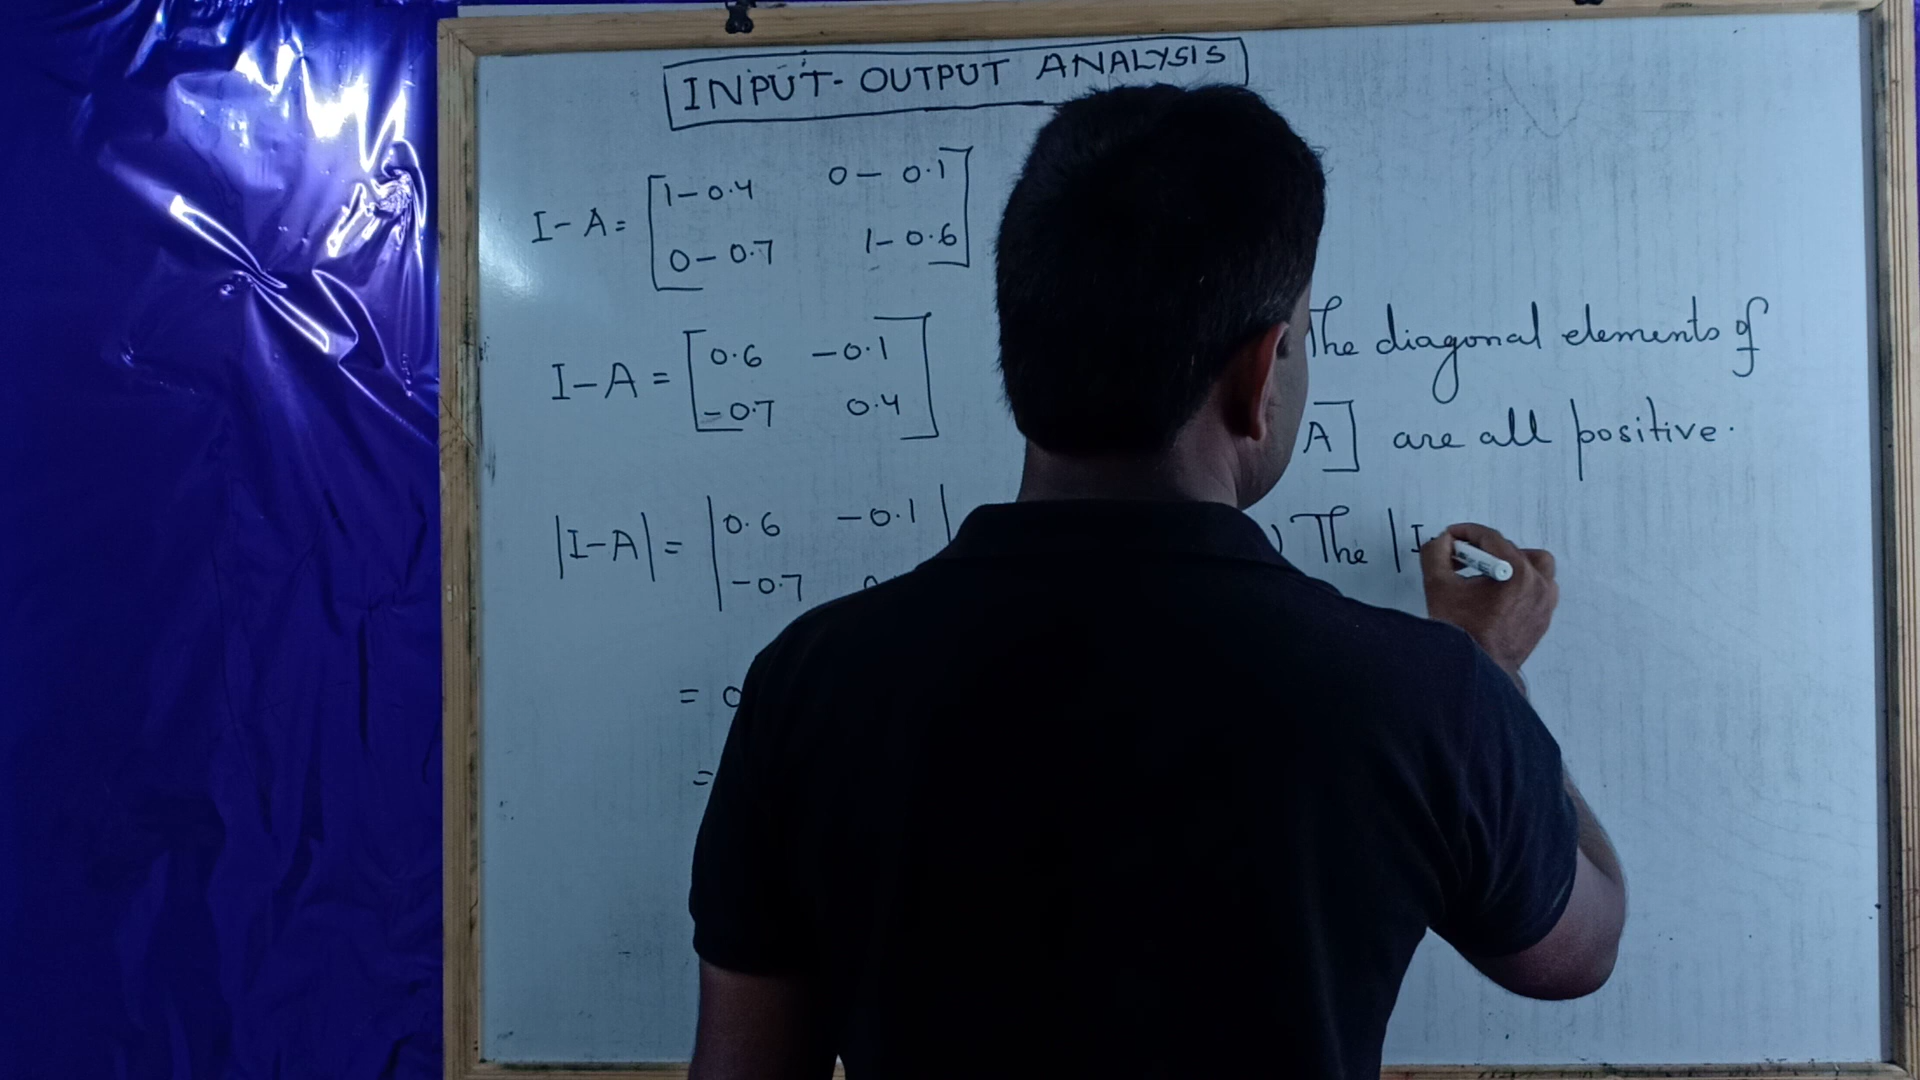 INPUT-OUTPUT ANALYSIS
I-A= [1-0.4 0-0.1
0-0.7 1-0.6]
I-A = [0.6 -0.1
-0.7 0.4]
|I-A| = |0.6 -0.1|
-0.7
= 0
=
The diagonal elements of
A] are all positive.
) The |I-